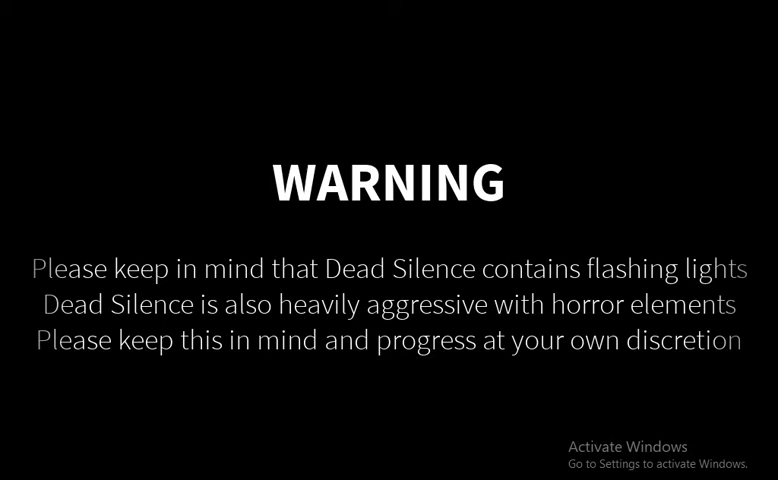 WARNING
Please keep in mind that Dead Silence contains flashing lights
Dead Silence is also heavily aggressive with horror elements
Please keep this in mind and progress at your own discretion
Activate Windows
Go to Settings to activate Windows.